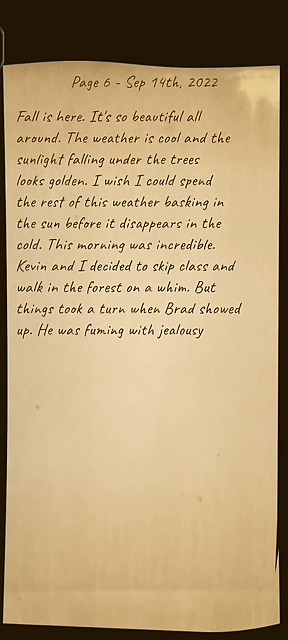 Page 6 - Sep 14th, 2022
Fall is here. It's so beautiful all
around. The weather is cool and the
sunlight falling under the trees
looks golden. I wish I could spend
the rest of this weather basking in
the sun before it disappears in the
cold. This morning was incredible.
Kevin and I decided to skip class and
walk in the forest on a whim. But
things took a turn when Brad showed
up. He was fuming with jealousy